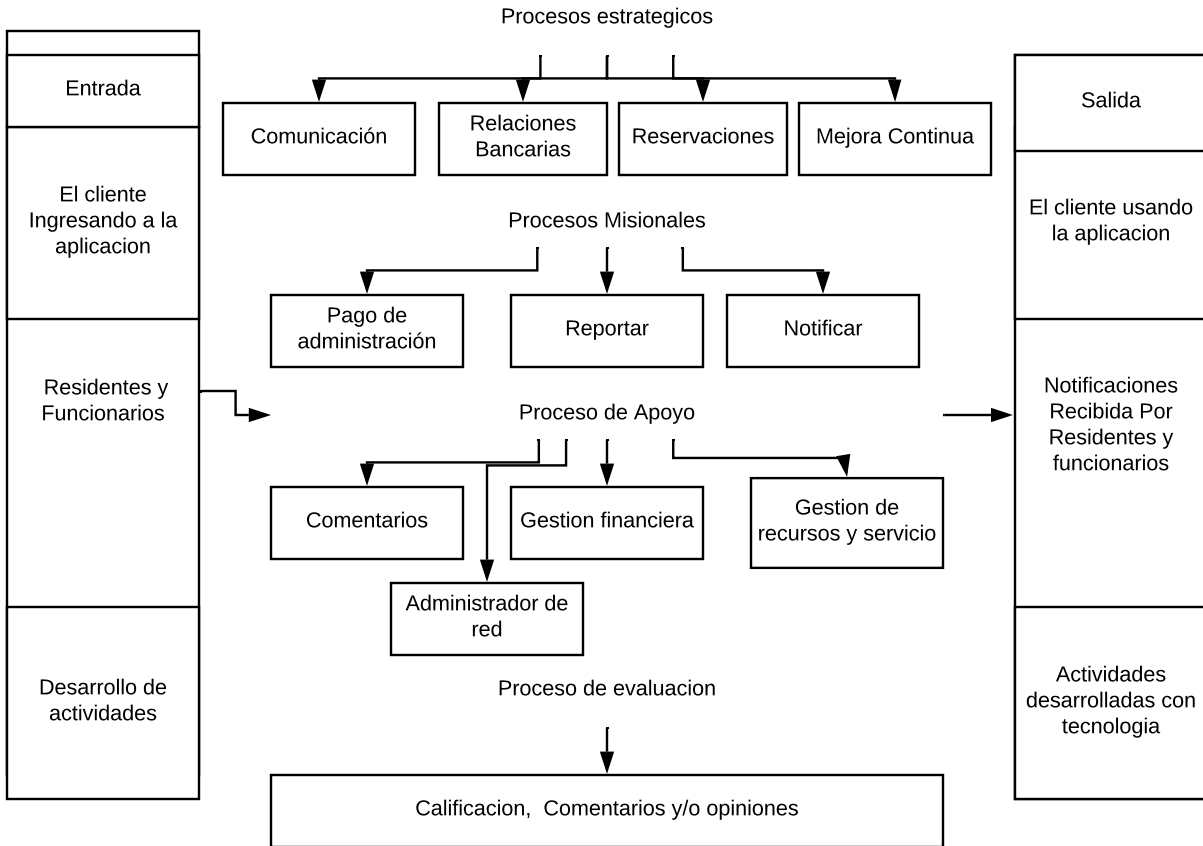 Procesos estrategicos
Entrada
Salida
Comunicación
Relaciones
Bancarias
Reservaciones
Mejora Continua
El cliente
Ingresando a la
aplicacion
El cliente usando
la aplicacion
Procesos Misionales
Pago de
administración
Reportar
Notificar
Residentes y
Funcionarios
Notificaciones
Recibida Por
Residentes y
funcionarios
Proceso de Apoyo
Comentarios
Gestion financiera
Gestion de
recursos y servicio
Administrador de
red
Desarrollo de
actividades
Actividades
desarrolladas con
tecnologia
Proceso de evaluacion
Calificacion,  Comentarios y/o opiniones